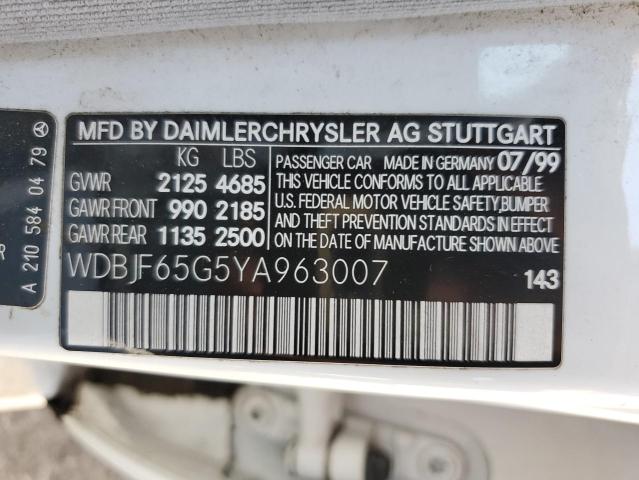 MFD BY DAIMLERCHRYSLER AG STUTTGART
KG LBS
GVWR 2125 4685
GAWR FRONT 990 2185
GAWR REAR 1135 2500
PASSENGER CAR MADE IN GERMANY 07/99
THIS VEHICLE CONFORMS TO ALL APPLICABLE
U.S. FEDERAL MOTOR VEHICLE SAFETY,BUMPER
AND THEFT PREVENTION STANDARDS IN
EFFECT ON THE DATE OF MANUFACTURE SHOWN ABOVE.
WDBJF65G5YA963007
143
A 210 584 04 79
R